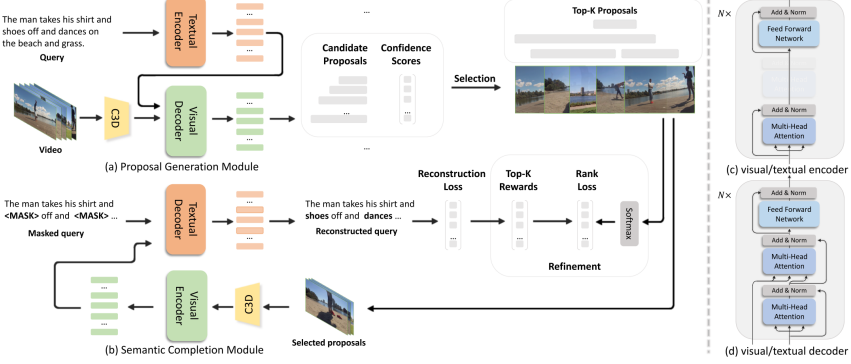 The man takes his shirt and
shoes off and dances on
the beach and grass.
Query
Textual
Encoder
...
...
Video
C3D
Visual
Decoder
...
(a) Proposal Generation Module
Candidate
Proposals
Confidence
Scores
...
...
...
Selection
Top-K Proposals
The man takes his shirt and
<MASK> off and <MASK> ...
Masked query
Textual
Decoder
...
The man takes his shirt and
shoes off and dances ...
Reconstructed query
Reconstruction
Loss
...
Top-K
Rewards
...
Rank
Loss
...
Softmax
Refinement
...
Visual
Encoder
C3D
Selected proposals
(b) Semantic Completion Module
N×
Add & Norm
Feed Forward
Network
Add & Norm
Multi-Head
Attention
(c) visual/textual encoder
N×
Add & Norm
Feed Forward
Network
Add & Norm
Multi-Head
Attention
Add & Norm
Multi-Head
Attention
(d) visual/textual decoder